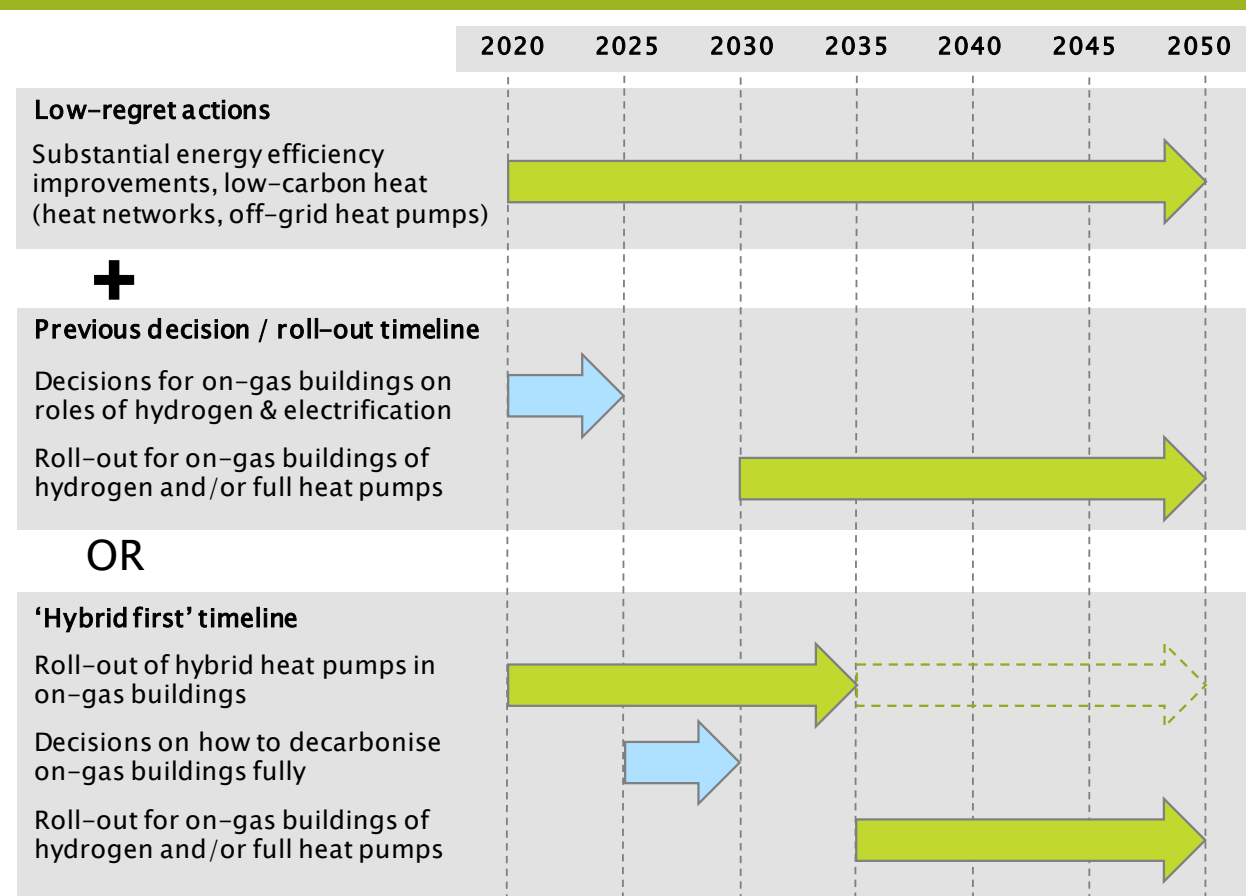 2020 2025 2030 2035 2040 2045 2050
Low-regret actions
Substantial energy efficiency
improvements, low-carbon heat
(heat networks, off-grid heat pumps)
+
Previous decision / roll-out timeline
Decisions for on-gas buildings on
roles of hydrogen & electrification
Roll-out for on-gas buildings of
hydrogen and/or full heat pumps
OR
‘Hybrid first’ timeline
Roll-out of hybrid heat pumps in
on-gas buildings
Decisions on how to decarbonise
on-gas buildings fully
Roll-out for on-gas buildings of
hydrogen and/or full heat pumps